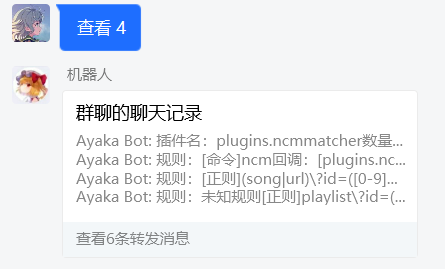 查看 4
机器人
群聊的聊天记录
Ayaka Bot: 插件名：plugins.ncmmatcher数量...
Ayaka Bot: 规则：[命令]ncm回调：[plugins.nc...
Ayaka Bot: 规则：[正则](song|url)\?id=([0-9]...
Ayaka Bot: 规则：未知规则[正则]playlist\?id=(...
查看6条转发消息